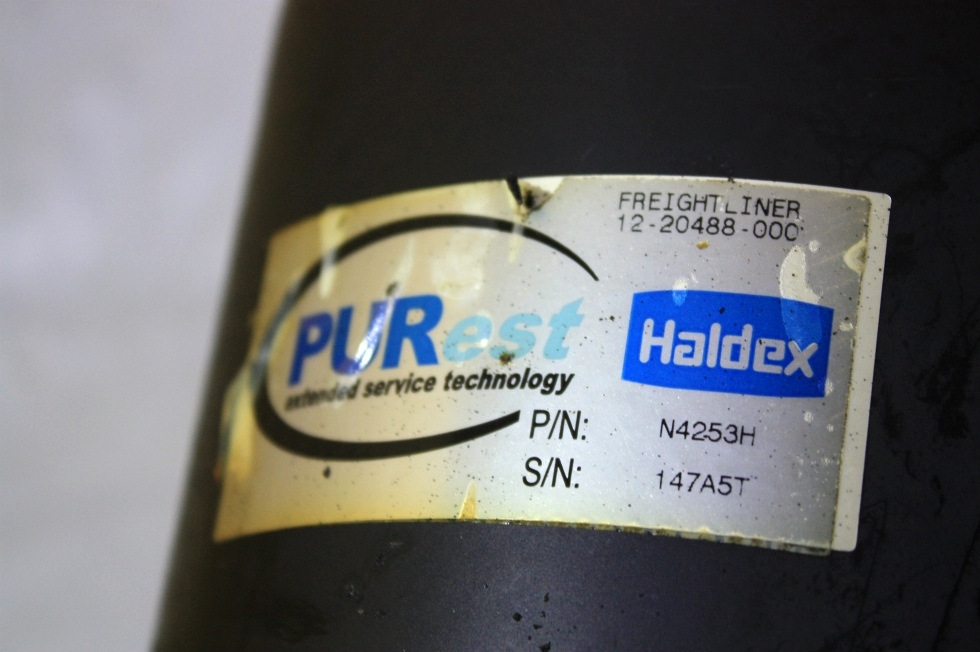 FREIGHTLINER
12-20488-000
PURest
extended service technology
Haldex
P/N: N4253H
S/N: 147A5T